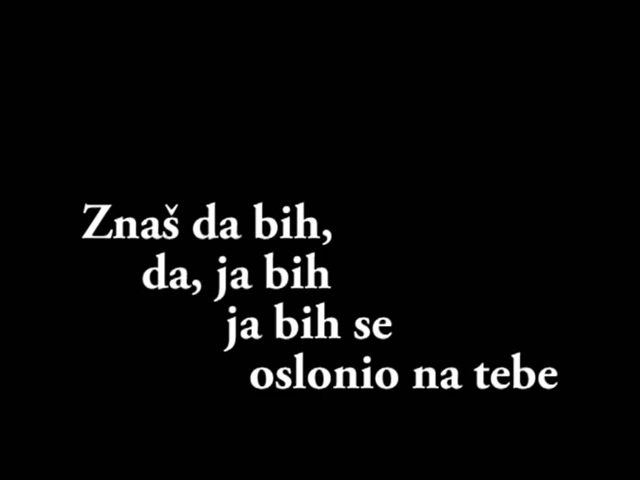 Znaš da bih,
da, ja bih
ja bih se
oslonio na tebe